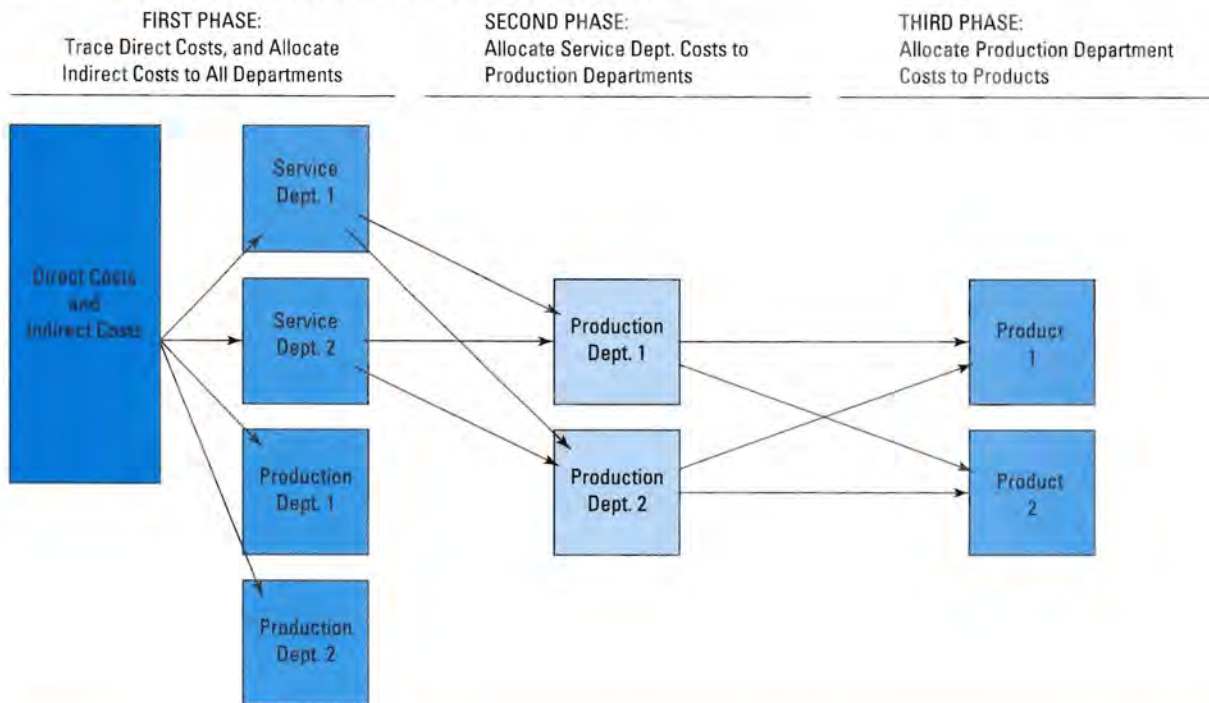 FIRST PHASE:
Trace Direct Costs, and Allocate
Indirect Costs to All Departments
SECOND PHASE:
Allocate Service Dept. Costs to
Production Departments
THIRD PHASE:
Allocate Production Department
Costs to Products
Direct Costs
and
Indirect Costs
Service
Dept. 1
Service
Dept. 2
Production
Dept. 1
Production
Dept. 2
Production
Dept. 1
Production
Dept. 2
Product
1
Product
2